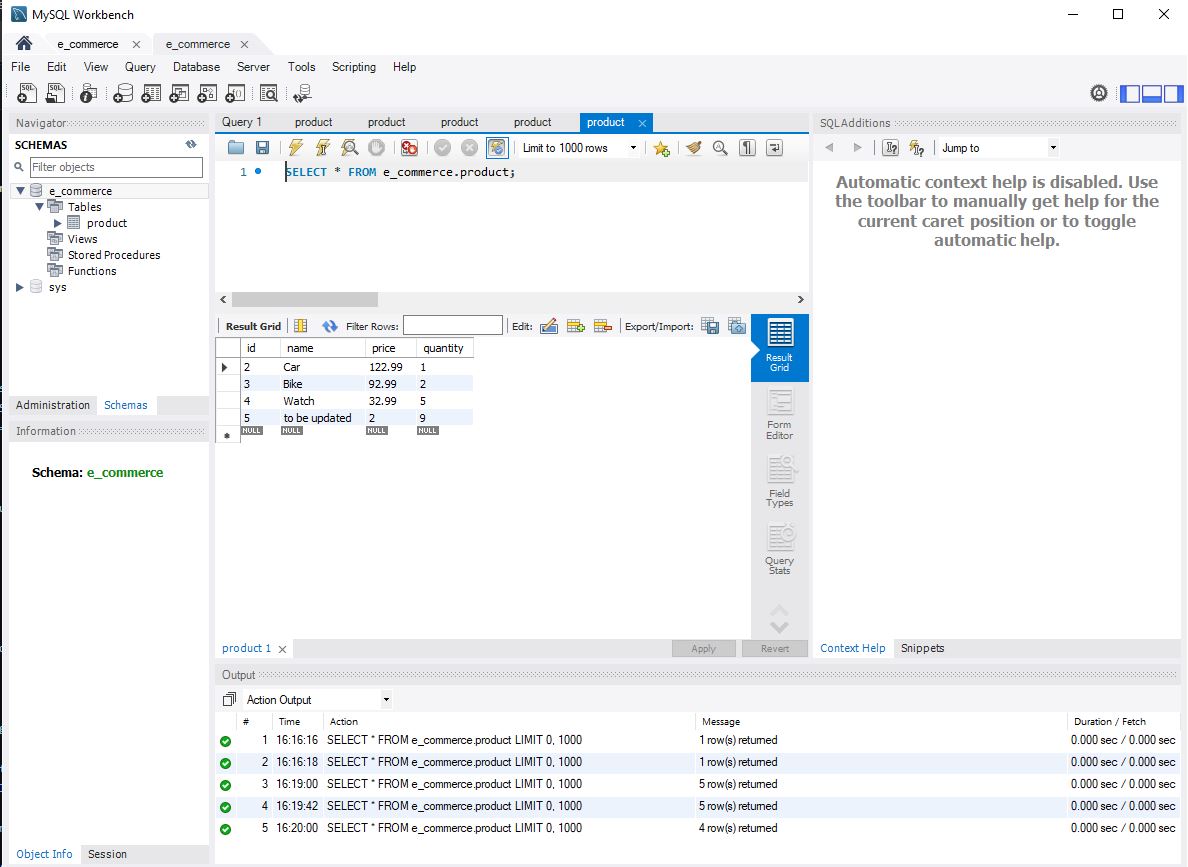 MySQL Workbench
e_commerce
e_commerce
File Edit View Query Database Server Tools Scripting Help
Navigator
SCHEMAS
Filter objects
e_commerce
Tables
product
Views
Stored Procedures
Functions
sys
Administration Schemas
Information
Schema: e_commerce
Object Info Session
Query 1 product product product product product
Limit to 1000 rows
1 SELECT * FROM e_commerce.product;
Result Grid Filter Rows: Edit: Export/Import:
id name price quantity
2 Car 122.99 1
3 Bike 92.99 2
4 Watch 32.99 5
5 to be updated 2 9
NULL NULL NULL NULL
Result
Grid
Form
Editor
Field
Types
Query
Stats
product 1
Apply Revert
SQLAdditions
Jump to
Automatic context help is disabled. Use
the toolbar to manually get help for the
current caret position or to toggle
automatic help.
Context Help Snippets
Output
Action Output
# Time Action Message Duration / Fetch
1 16:16:16 SELECT * FROM e_commerce.product LIMIT 0, 1000 1 row(s) returned 0.000 sec / 0.000 sec
2 16:16:18 SELECT * FROM e_commerce.product LIMIT 0, 1000 1 row(s) returned 0.000 sec / 0.000 sec
3 16:19:00 SELECT * FROM e_commerce.product LIMIT 0, 1000 5 row(s) returned 0.000 sec / 0.000 sec
4 16:19:42 SELECT * FROM e_commerce.product LIMIT 0, 1000 5 row(s) returned 0.000 sec / 0.000 sec
5 16:20:00 SELECT * FROM e_commerce.product LIMIT 0, 1000 4 row(s) returned 0.000 sec / 0.000 sec